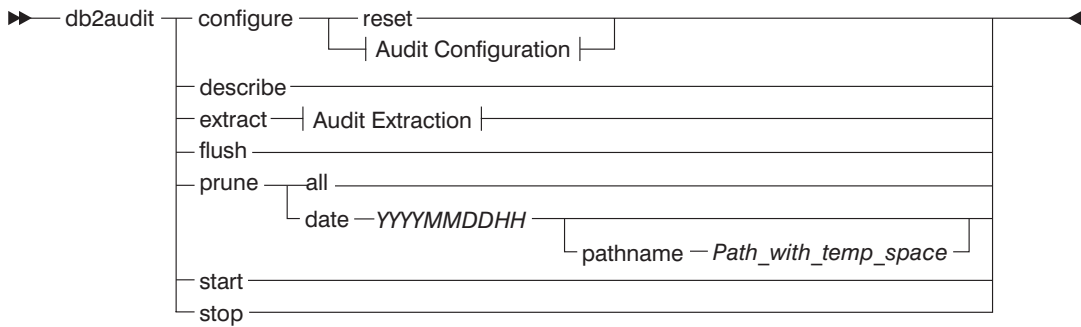 db2audit configure reset
Audit Configuration
describe
extract Audit Extraction
flush
prune all
date YYYYMMDDHH
pathname Path_with_temp_space
start
stop